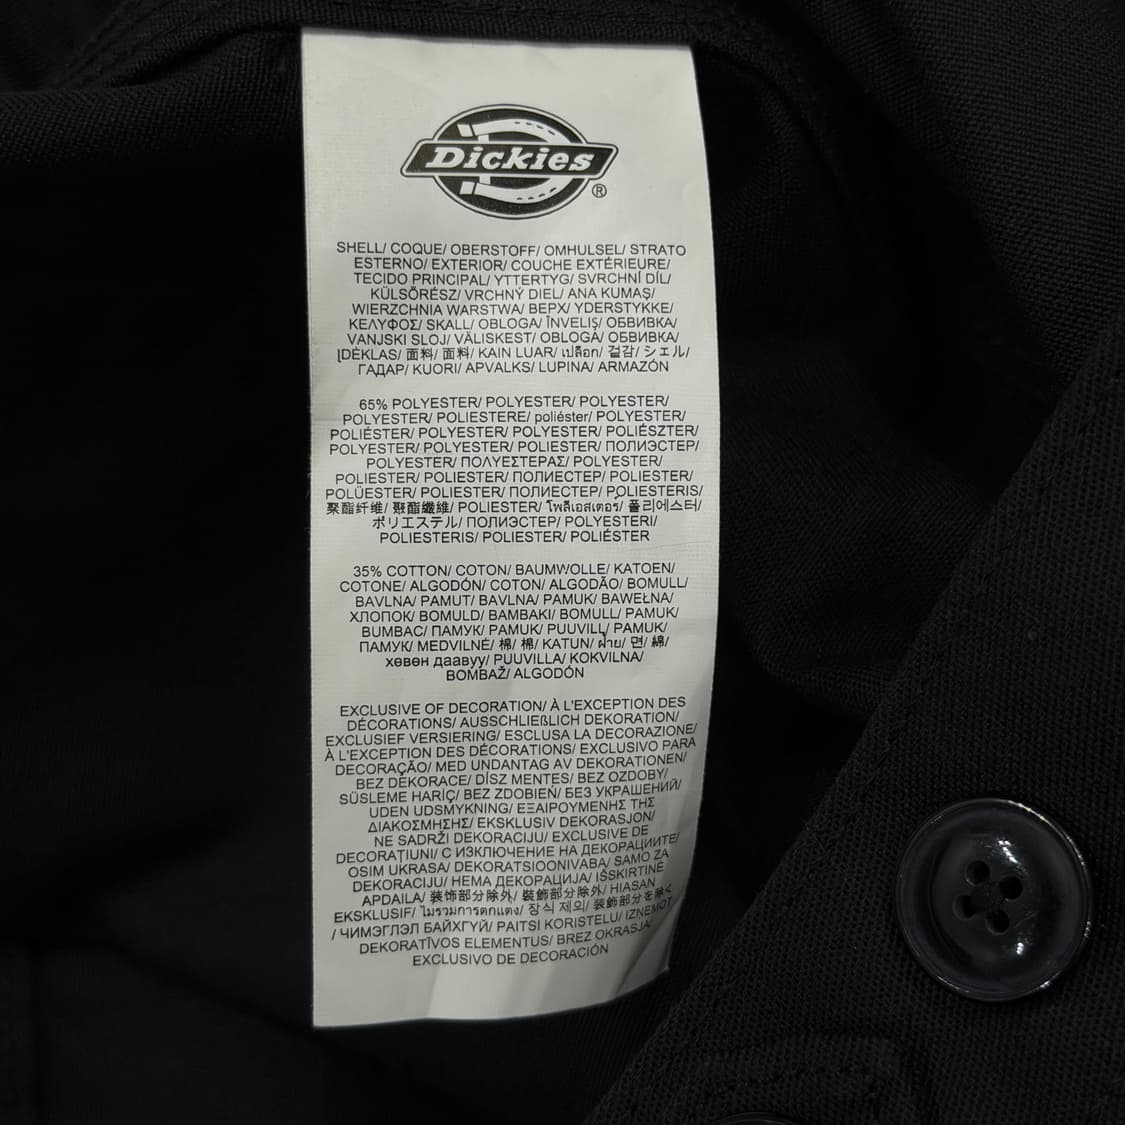 Dickies®
SHELL/ COQUE/ OBERSTOFF/ OMHULSEL/ STRATO
ESTERNO/ EXTERIOR/ COUCHE EXTÉRIEURE/
TECIDO PRINCIPAL/ YTTERTYG/ SVRCHNÍ DÍL/
KÜLSŐRÉSZ/ VRCHNÝ DIEL/ ANA KUMAŞ/
WIERZCHNIA WARSTWA/ ВЕРХ/ YDERSTYKKE/
ΚΕΛΥΦΟΣ/ SKALL/ OBLOGA/ ÎNVELIŞ/ ОБВИВКА/
VANJSKI SLOJ/ VÄLISKEST/ OBLOGA/ ОБВИВКА/
ĮDĖKLAS/ 面料/ 面料/ KAIN LUAR/ เปลือก/ 겉감/ シェル/
ГАДАР/ KUORI/ APVALKS/ LUPINA/ ARMAZÓN
65% POLYESTER/ POLYESTER/ POLYESTER/
POLYESTER/ POLIESTERE/ poliéster/ POLYESTER/
POLIÉSTER/ POLYESTER/ POLYESTER/ POLIÉSZTER/
POLYESTER/ POLYESTER/ POLIESTER/ ПОЛИЭСТЕР/
POLYESTER/ ΠΟΛΥΕΣΤΕΡΑΣ/ POLYESTER/
POLIESTER/ POLIESTER/ ПОЛИЕСТЕР/ POLIESTER/
POLÜESTER/ POLIESTER/ ПОЛИЕСТЕР/ POLIESTERIS/
聚酯纤维/ 聚酯纖維/ POLIESTER/ โพลีเอสเตอร์/ 폴리에스터/
ポリエステル/ ПОЛИЭСТЕР/ POLYESTERI/
POLIESTERIS/ POLIESTER/ POLIÉSTER
35% COTTON/ COTON/ BAUMWOLLE/ KATOEN/
COTONE/ ALGODÓN/ COTON/ ALGODÃO/ BOMULL/
BAVLNA/ PAMUT/ BAVLNA/ PAMUK/ BAWEŁNA/
ХЛОПОК/ BOMULD/ ΒΑΜΒΑΚΙ/ BOMULL/ PAMUK/
BUMBAC/ ПАМУК/ PAMUK/ PUUVILL/ PAMUK/
ПАМУК/ MEDVILNĖ/ 棉/ 棉/ KATUN/ ฝ้าย/ 면/ 綿/
хөвөн даавуу/ PUUVILLA/ KOKVILNA/
BOMBAŽ/ ALGODÓN
EXCLUSIVE OF DECORATION/ À L'EXCEPTION DES
DÉCORATIONS/ AUSSCHLIEßLICH DEKORATION/
EXCLUSIEF VERSIERING/ ESCLUSA LA DECORAZIONE/
À L'EXCEPTION DES DÉCORATIONS/ EXCLUSIVO PARA
DECORAÇÃO/ MED UNDANTAG AV DEKORATIONEN/
BEZ DEKORACE/ DÍSZ MENTES/ BEZ OZDOBY/
SÜSLEME HARİÇ/ BEZ ZDOBIEŃ/ БЕЗ УКРАШЕНИЙ/
UDEN UDSMYKNING/ ΕΞΑΙΡΟΥΜΕΝΗΣ ΤΗΣ
ΔΙΑΚΟΣΜΗΣΗΣ/ EKSKLUSIV DEKORASJON/
NE SADRŽI DEKORACIJU/ EXCLUSIVE DE
DECORAŢIUNI/ С ИЗКЛЮЧЕНИЕ НА ДЕКОРАЦИИТЕ/
OSIM UKRASA/ DEKORATSIOONIVABA/ SAMO ZA
DEKORACIJU/ НЕМА ДЕКОРАЦИЈА/ IŠSKIRTINĖ
APDAILA/ 装饰部分除外/ 裝飾部分除外/ HIASAN
EKSKLUSIF/ ไม่รวมการตกแต่ง/ 장식 제외/ 装飾部分を除く
/ ЧИМЭГЛЭЛ БАЙХГҮЙ/ PAITSI KORISTELU/ IZŅEMOT
DEKORATĪVOS ELEMENTUS/ BREZ OKRASJA/
EXCLUSIVO DE DECORACIÓN